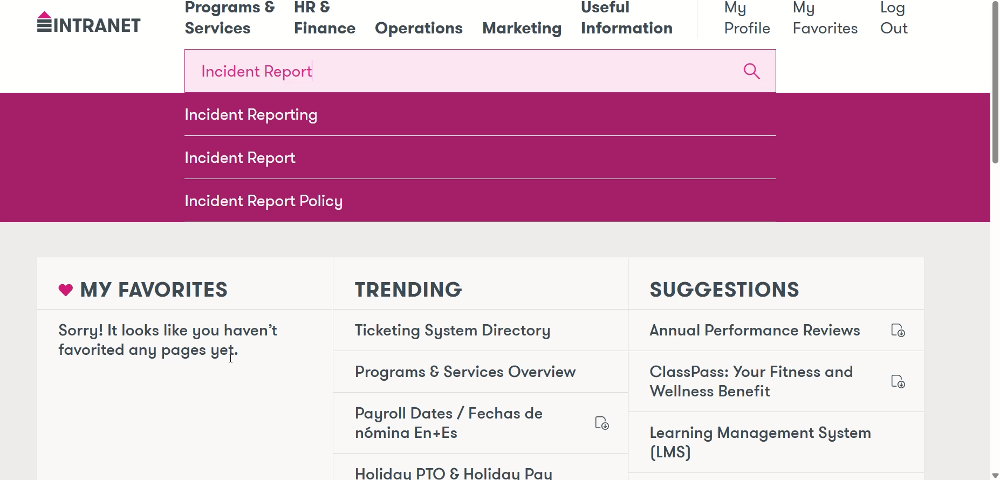 INTRANET
Programs &
Services
HR &
Finance
Operations
Marketing
Useful
Information
My
Profile
My
Favorites
Log
Out
Incident Report
Incident Reporting
Incident Report
Incident Report Policy
MY FAVORITES
Sorry! It looks like you haven’t
favorited any pages yet.
TRENDING
Ticketing System Directory
Programs & Services Overview
Payroll Dates / Fechas de
nómina En+Es
Holiday PTO & Holiday Pay
SUGGESTIONS
Annual Performance Reviews
ClassPass: Your Fitness and
Wellness Benefit
Learning Management System
(LMS)